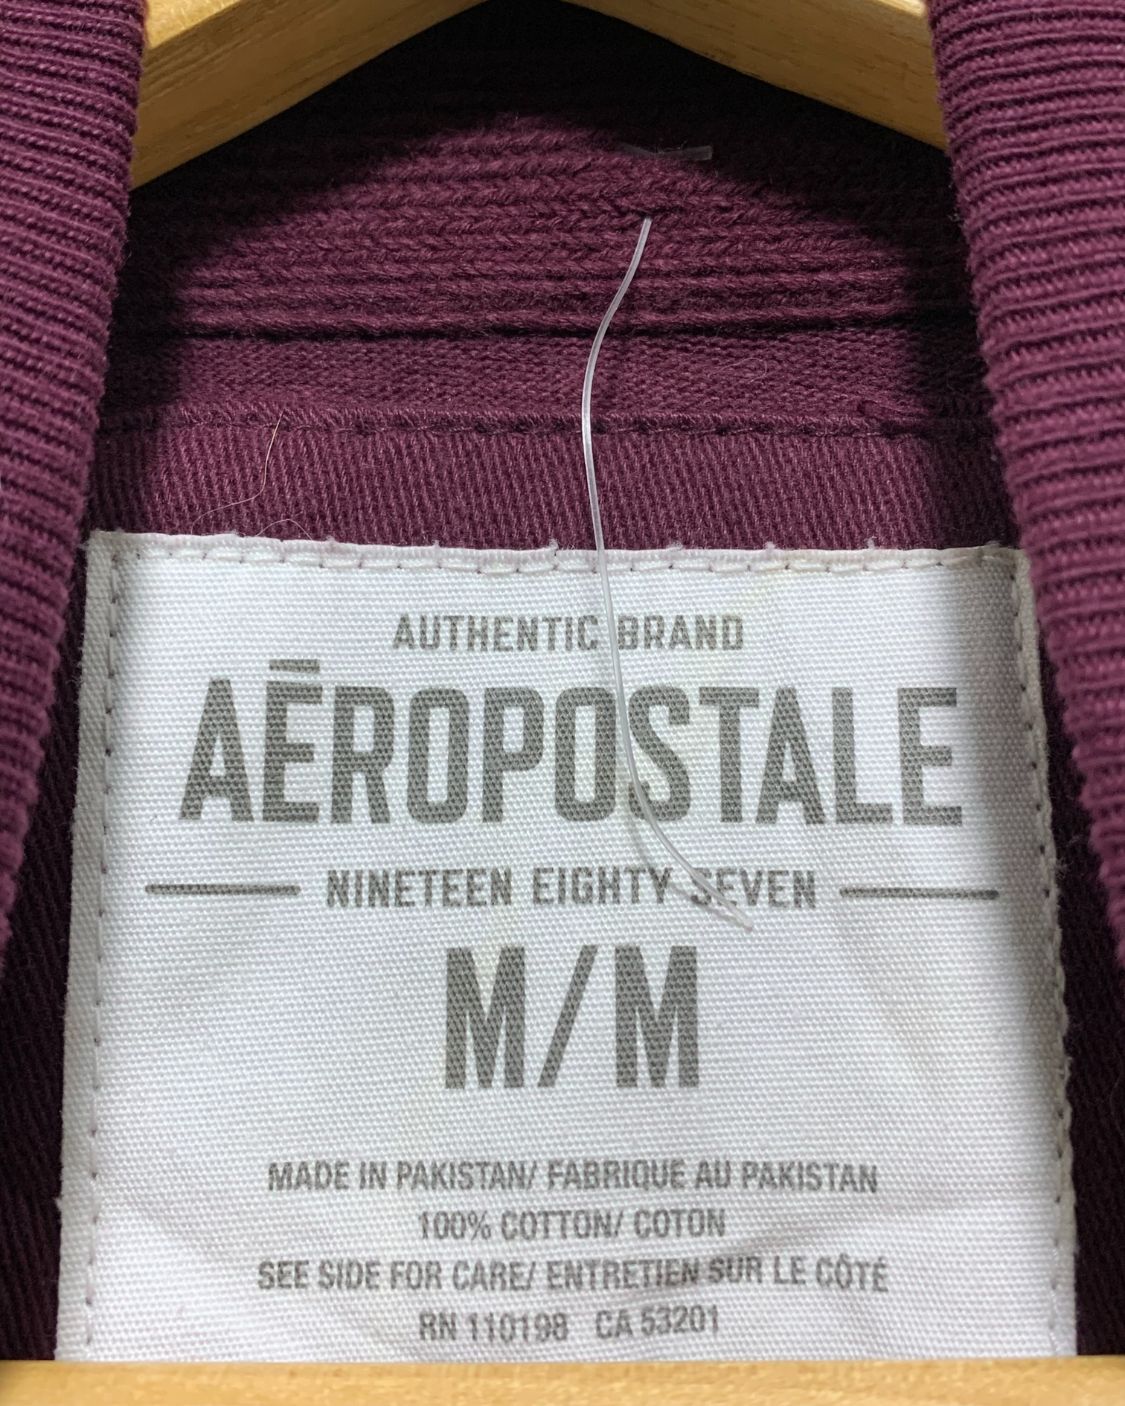 AUTHENTIC BRAND
AĒROPOSTALE
NINETEEN EIGHTY SEVEN
M/M
MADE IN PAKISTAN/ FABRIQUE AU PAKISTAN
100% COTTON/ COTON
SEE SIDE FOR CARE/ ENTRETIEN SUR LE CÔTÉ
RN 110198 CA 53201